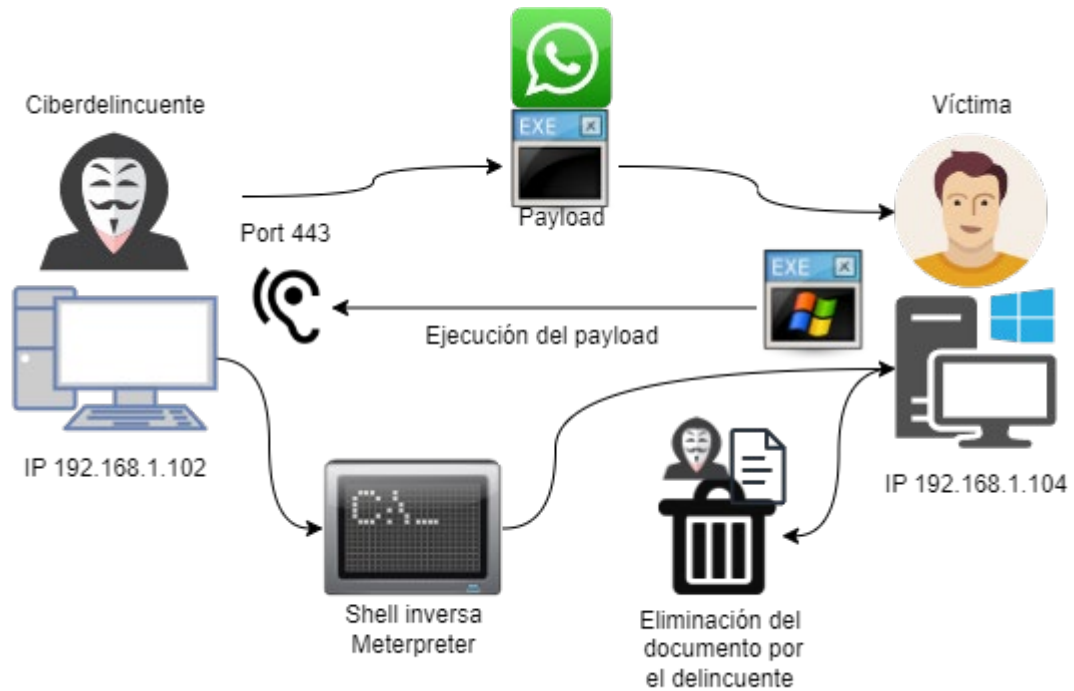 Ciberdelincuente
Víctima
EXE
Payload
Port 443
EXE
Ejecución del payload
IP 192.168.1.102
IP 192.168.1.104
C:\_
Shell inversa
Meterpreter
Eliminación del
documento por
el delincuente